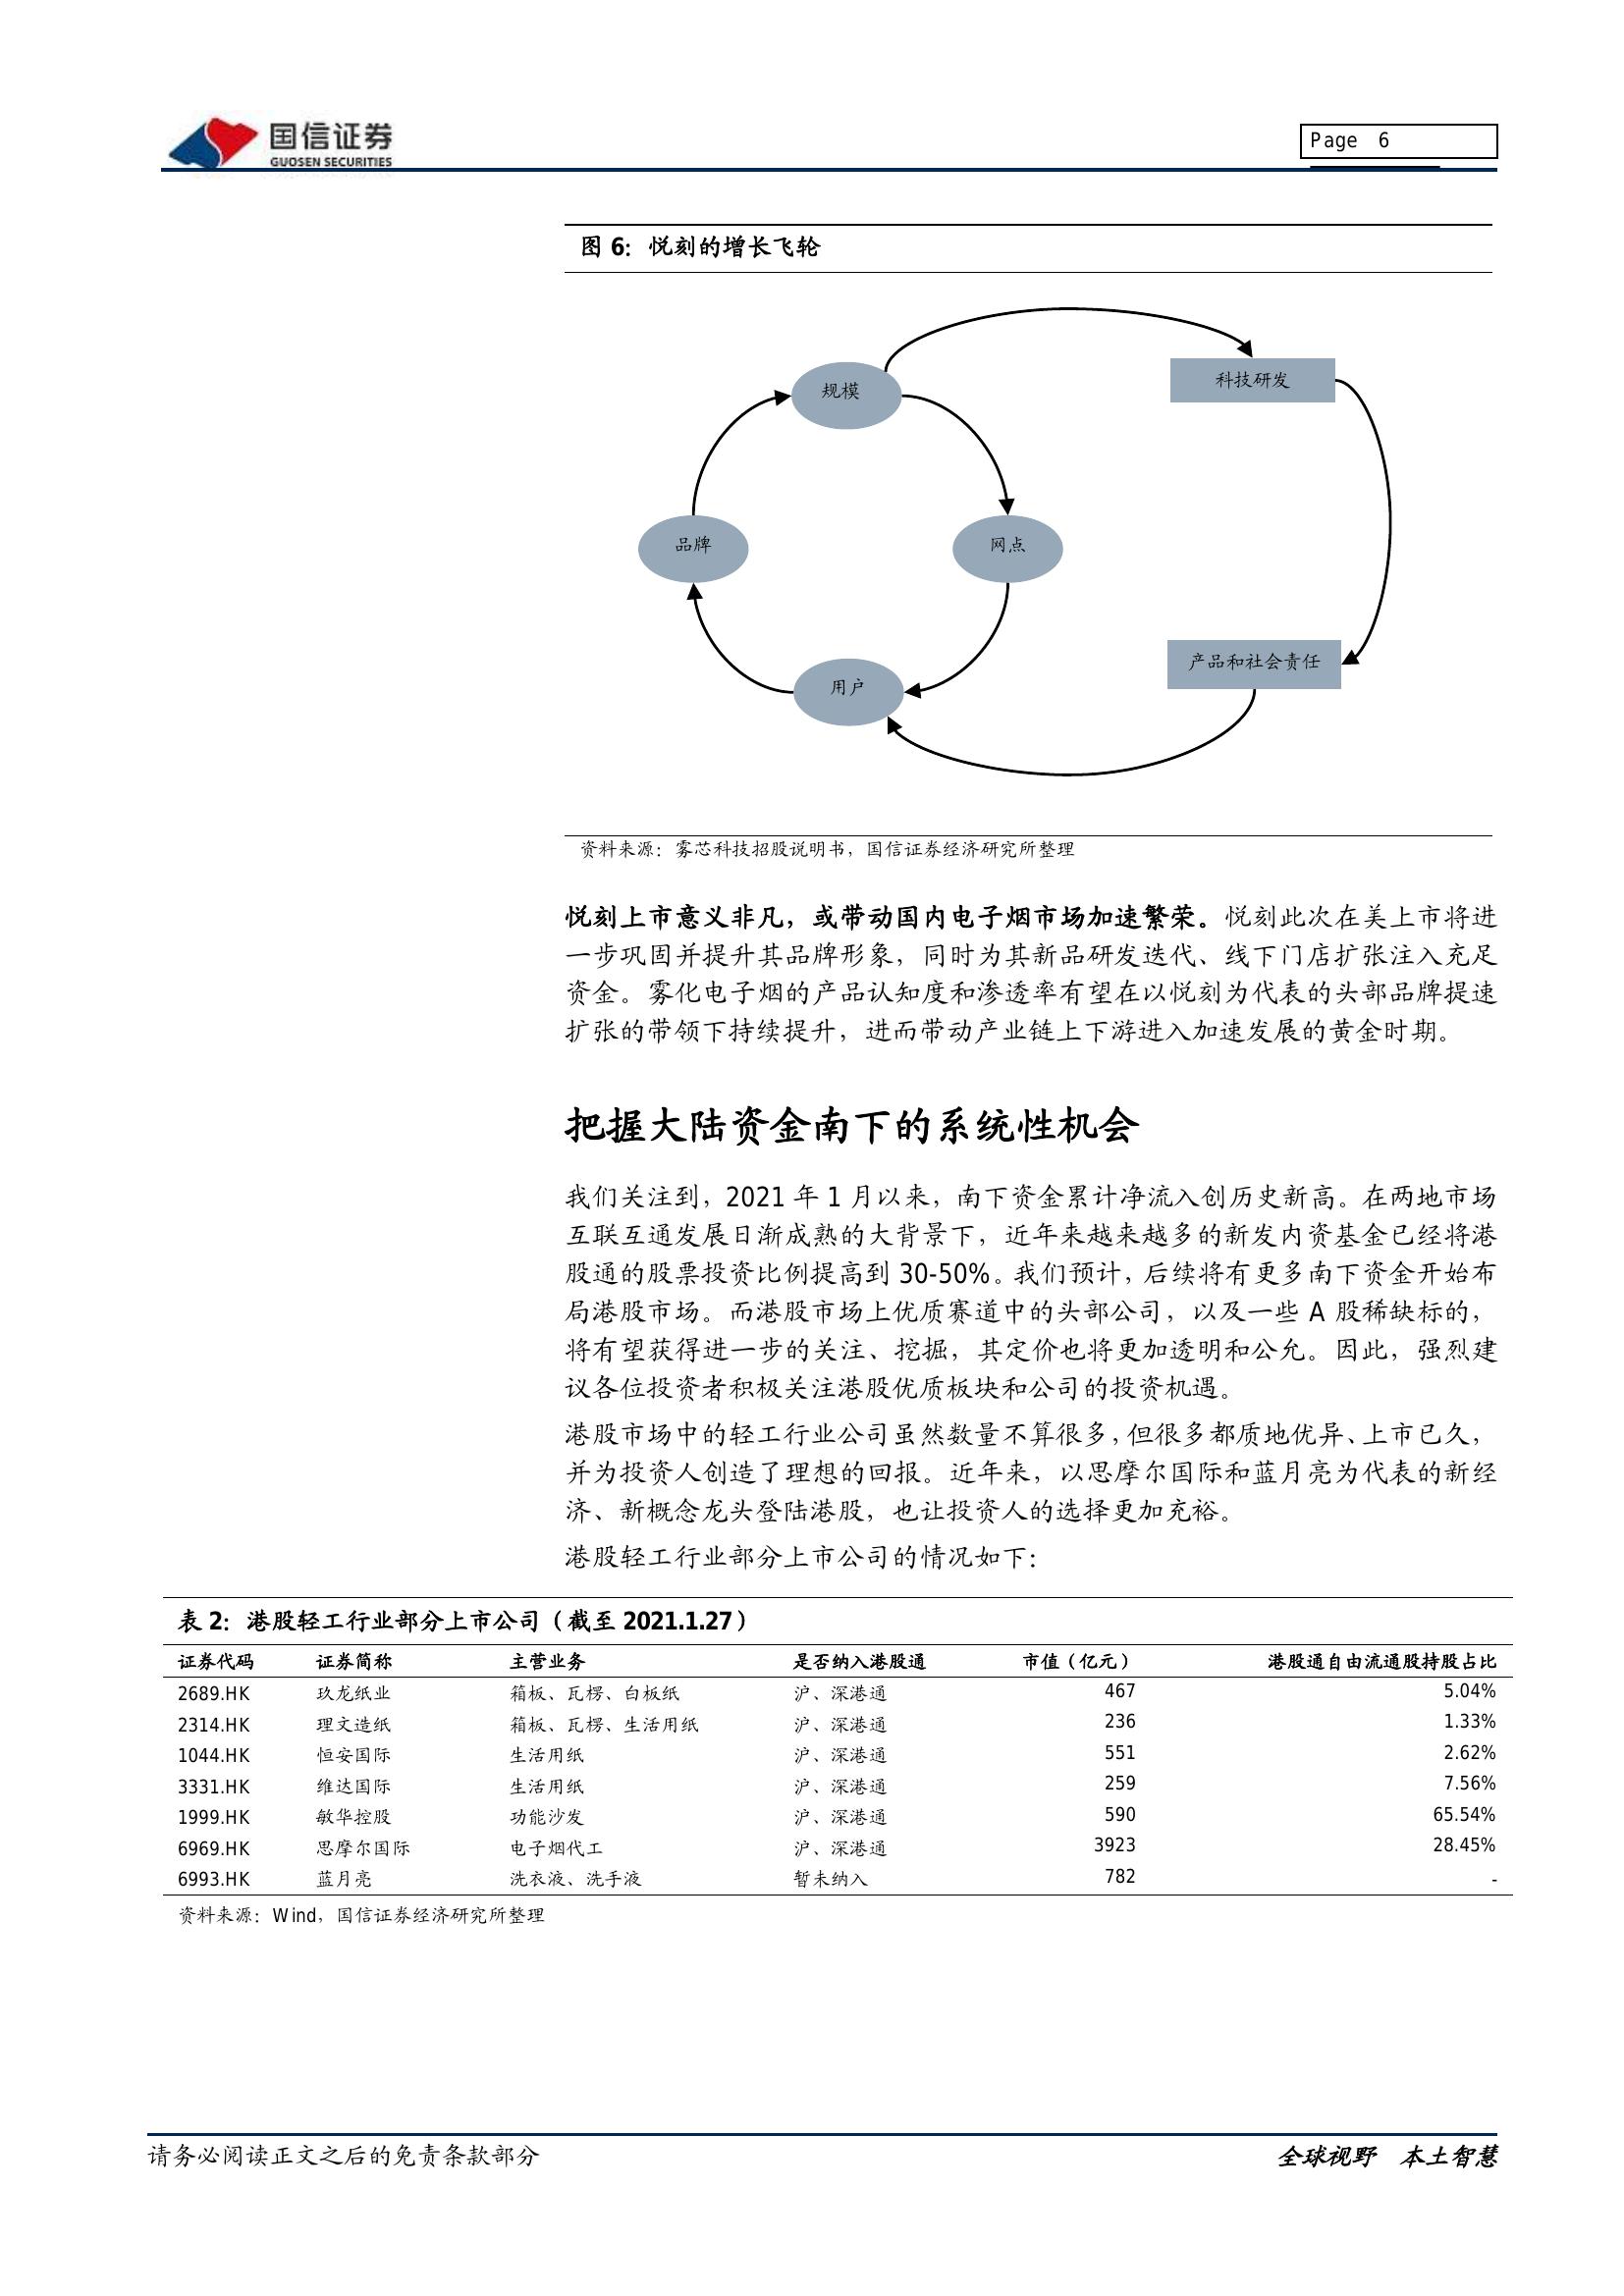 国信证券
GUOSEN SECURITIES
Page 6
图 6：悦刻的增长飞轮
规模
科技研发
品牌
网点
产品和社会责任
用户
资料来源：雾芯科技招股说明书，国信证券经济研究所整理
悦刻上市意义非凡，或带动国内电子烟市场加速繁荣。悦刻此次在美上市将进
一步巩固并提升其品牌形象，同时为其新品研发迭代、线下门店扩张注入充足
资金。雾化电子烟的产品认知度和渗透率有望在以悦刻为代表的头部品牌提速
扩张的带领下持续提升，进而带动产业链上下游进入加速发展的黄金时期。
把握大陆资金南下的系统性机会
我们关注到，2021 年 1 月以来，南下资金累计净流入创历史新高。在两地市场
互联互通发展日渐成熟的大背景下，近年来越来越多的新发内资基金已经将港
股通的股票投资比例提高到 30-50%。我们预计，后续将有更多南下资金开始布
局港股市场。而港股市场上优质赛道中的头部公司，以及一些 A 股稀缺标的，
将有望获得进一步的关注、挖掘，其定价也将更加透明和公允。因此，强烈建
议各位投资者积极关注港股优质板块和公司的投资机遇。
港股市场中的轻工行业公司虽然数量不算很多，但很多都质地优异、上市已久，
并为投资人创造了理想的回报。近年来，以思摩尔国际和蓝月亮为代表的新经
济、新概念龙头登陆港股，也让投资人的选择更加充裕。
港股轻工行业部分上市公司的情况如下：
表 2：港股轻工行业部分上市公司（截至 2021.1.27）
证券代码 证券简称 主营业务 是否纳入港股通 市值（亿元） 港股通自由流通股持股占比
2689.HK 玖龙纸业 箱板、瓦楞、白板纸 沪、深港通 467 5.04%
2314.HK 理文造纸 箱板、瓦楞、生活用纸 沪、深港通 236 1.33%
1044.HK 恒安国际 生活用纸 沪、深港通 551 2.62%
3331.HK 维达国际 生活用纸 沪、深港通 259 7.56%
1999.HK 敏华控股 功能沙发 沪、深港通 590 65.54%
6969.HK 思摩尔国际 电子烟代工 沪、深港通 3923 28.45%
6993.HK 蓝月亮 洗衣液、洗手液 暂未纳入 782 -
资料来源：Wind，国信证券经济研究所整理
请务必阅读正文之后的免责条款部分
全球视野 本土智慧